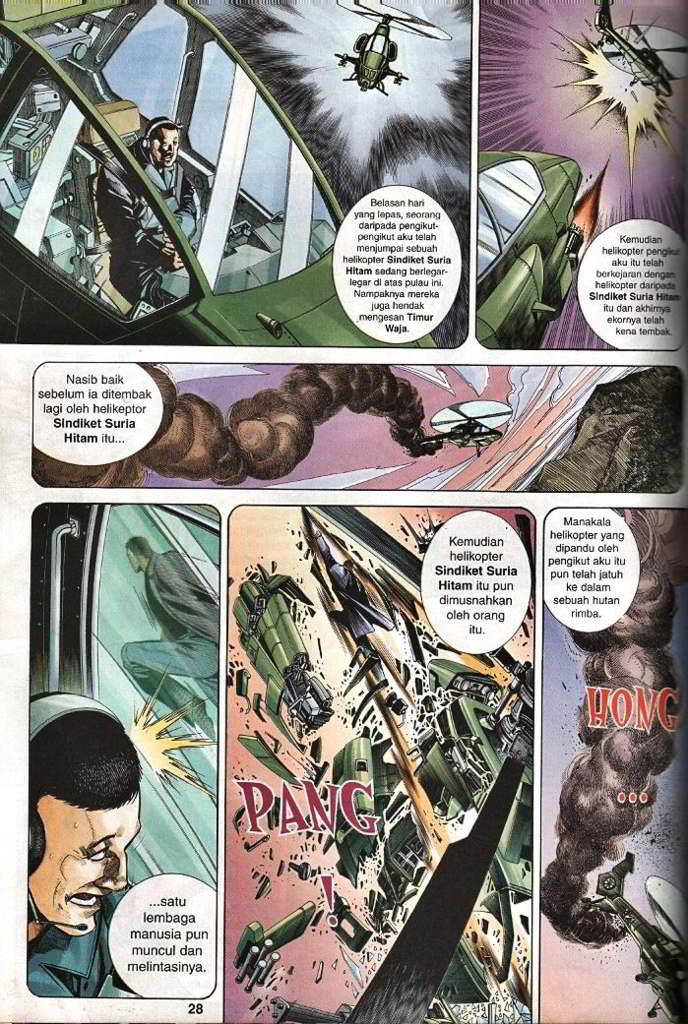 Belasan hari
yang lepas, seorang
daripada pengikut-
pengikut aku telah
menjumpai sebuah
helikopter Sindiket Suria
Hitam sedang berlegar-
legar di atas pulau ini.
Nampaknya mereka
juga hendak
mengesan Timur
Waja.
Kemudian
helikopter pengikut
aku itu telah
berkejaran dengan
helikopter daripada
Sindiket Suria Hitam
itu dan akhirnya
ekornya telah
kena tembak.
Nasib baik
sebelum ia ditembak
lagi oleh helikeptor
Sindiket Suria
Hitam itu...
...satu
lembaga
manusia pun
muncul dan
melintasinya.
Kemudian
helikopter
Sindiket Suria
Hitam itu pun
dimusnahkan
oleh orang
itu.
PANG
!
Manakala
helikopter yang
dipandu oleh
pengikut aku itu
pun telah jatuh
ke dalam
sebuah hutan
rimba.
HONG
...
28